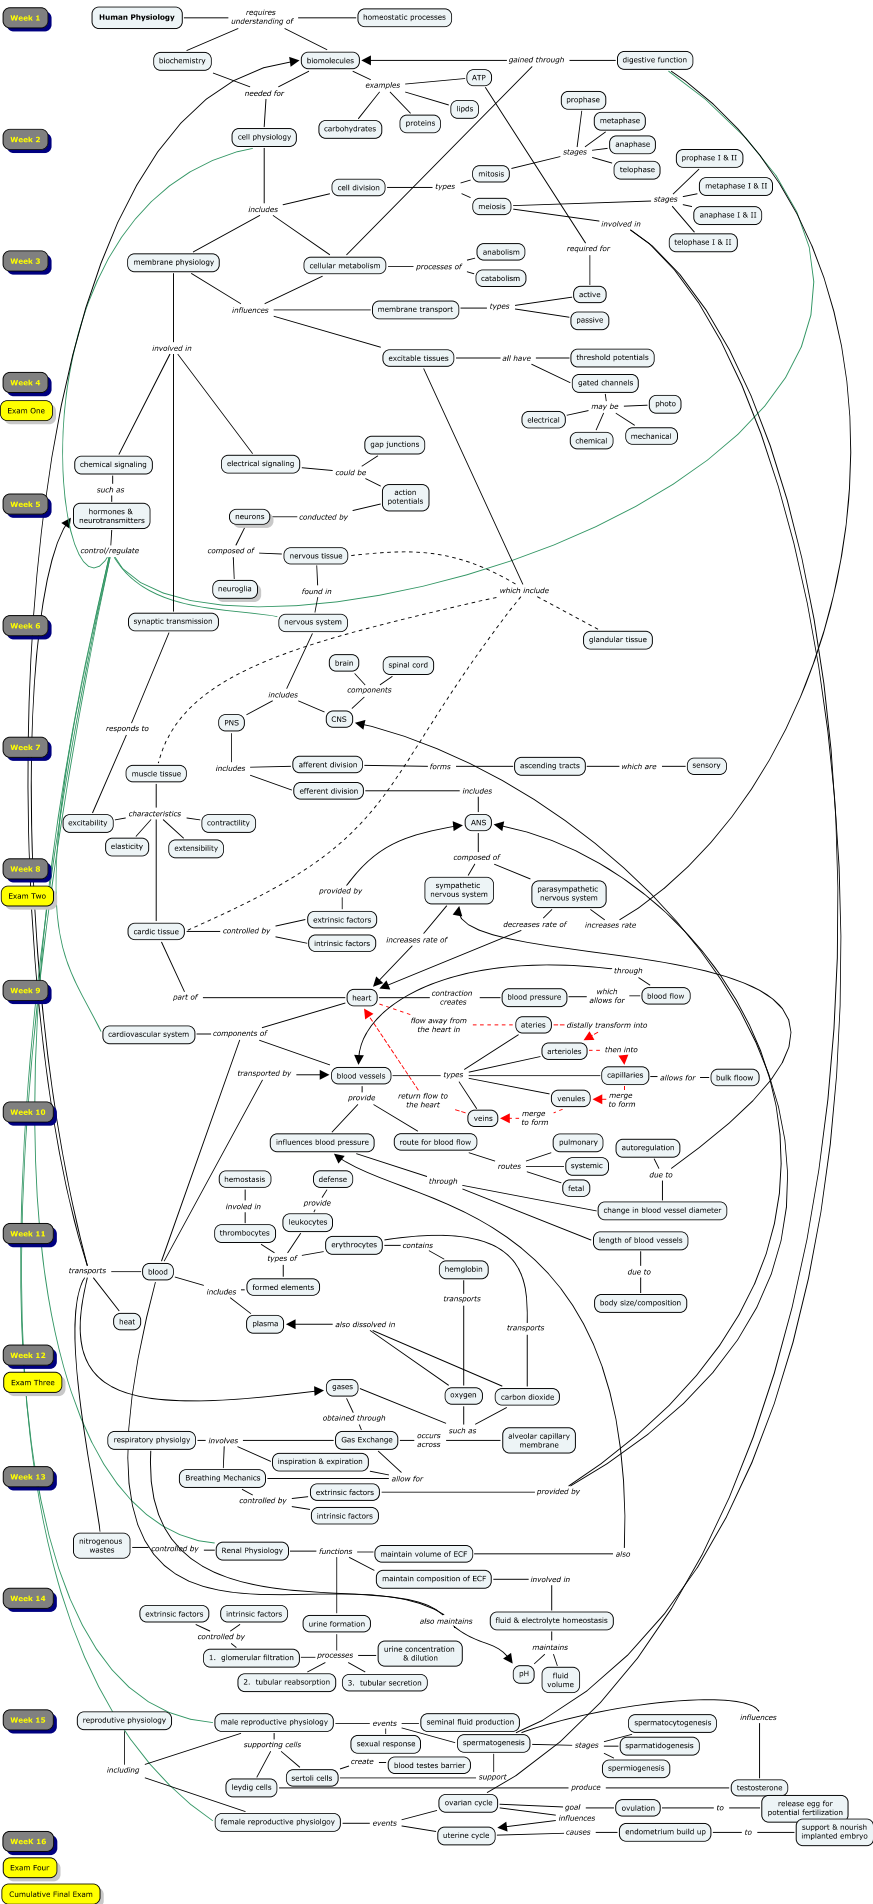 Week 1
Human Physiology
requires
understanding of
homeostatic processes
biochemistry
biomolecules
gained through
digestive function
needed for
examples
ATP
lipds
proteins
carbohydrates
prophase
metaphase
anaphase
telophase
stages
Week 2
cell physiology
cell division
types
mitosis
meiosis
prophase I & II
metaphase I & II
anaphase I & II
telophase I & II
stages
includes
involved in
Week 3
membrane physiology
cellular metabolism
processes of
anabolism
catabolism
required for
influences
membrane transport
types
active
passive
involved in
excitable tissues
all have
threshold potentials
gated channels
Week 4
Exam One
may be
photo
electrical
chemical
mechanical
chemical signaling
electrical signaling
gap junctions
could be
action
potentials
such as
Week 5
hormones &
neurotransmitters
neurons
conducted by
control/regulate
composed of
nervous tissue
neuroglia
found in
which include
Week 6
synaptic transmission
nervous system
glandular tissue
brain
spinal cord
components
includes
responds to
PNS
CNS
Week 7
muscle tissue
includes
afferent division
forms
ascending tracts
which are
sensory
efferent division
includes
excitability
characteristics
contractility
elasticity
extensibility
ANS
Week 8
Exam Two
composed of
provided by
sympathetic
nervous system
parasympathetic
nervous system
cardic tissue
controlled by
extrinsic factors
intrinsic factors
increases rate of
decreases rate of
increases rate
Week 9
part of
heart
contraction
creates
blood pressure
which
allows for
blood flow
through
cardiovascular system
components of
flow away from
the heart in
ateries
distally transform into
arterioles
then into
transported by
blood vessels
types
capillaries
allows for
bulk floow
provide
return flow to
the heart
venules
merge
to form
veins
merge
to form
Week 10
influences blood pressure
route for blood flow
routes
pulmonary
systemic
fetal
autoregulation
due to
through
change in blood vessel diameter
hemostasis
defense
involed in
provide
leukocytes
thrombocytes
Week 11
types of
erythrocytes
contains
hemglobin
length of blood vessels
due to
body size/composition
transports
blood
includes
formed elements
transports
heat
plasma
also dissolved in
transports
Week 12
Exam Three
gases
oxygen
carbon dioxide
obtained through
such as
respiratory physiolgy
involves
Gas Exchange
occurs
across
alveolar capillary
membrane
inspiration & expiration
Week 13
Breathing Mechanics
allow for
controlled by
extrinsic factors
intrinsic factors
provided by
nitrogenous
wastes
controlled by
Renal Physiology
functions
maintain volume of ECF
also
maintain composition of ECF
involved in
Week 14
extrinsic factors
intrinsic factors
urine formation
also maintains
fluid & electrolyte homeostasis
controlled by
1. glomerular filtration
processes
urine concentration
& dilution
maintains
2. tubular reabsorption
3. tubular secretion
pH
fluid
volume
Week 15
reprodutive physiology
male reproductive physiology
events
seminal fluid production
influences
supporting cells
sexual response
spermatogenesis
stages
spermatocytogenesis
sparmatidogenesis
spermiogenesis
including
create
blood testes barrier
sertoli cells
support
leydig cells
produce
testosterone
ovarian cycle
goal
ovulation
to
release egg for
potential fertilization
influences
female reproductive physiolgoy
events
uterine cycle
causes
endometrium build up
to
support & nourish
implanted embryo
WeeK 16
Exam Four
Cumulative Final Exam